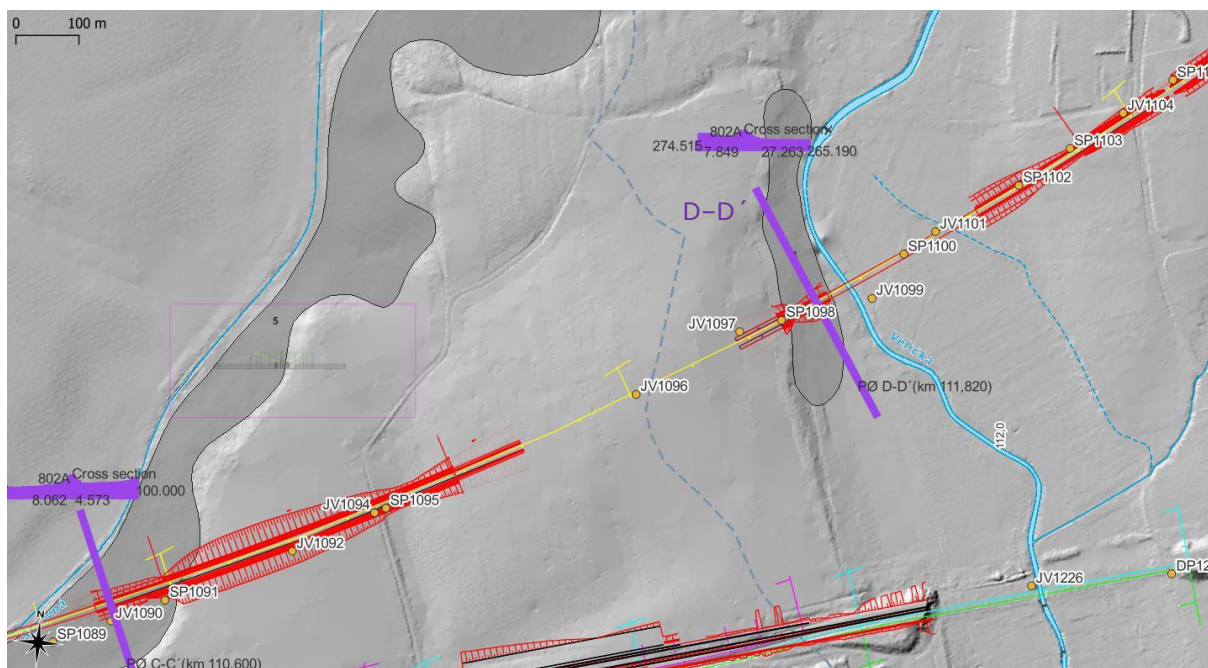 0 100 m
SP11
JV1104
802A Cross section
274.515 7.849 27.263 265.190
SP1103
SP1102
D–D´
JV1101
SP1100
JV1099
5
JV1097
SP1098
Velička
JV1096
PØ D-D´(km 111,820)
112,0
802A Cross section
8.062 4.573 100.000
JV1094
SP1095
JV1092
SP1091
JV1090
N
SP1089
JV1226
DP12
PØ C-C´(km 110,600)